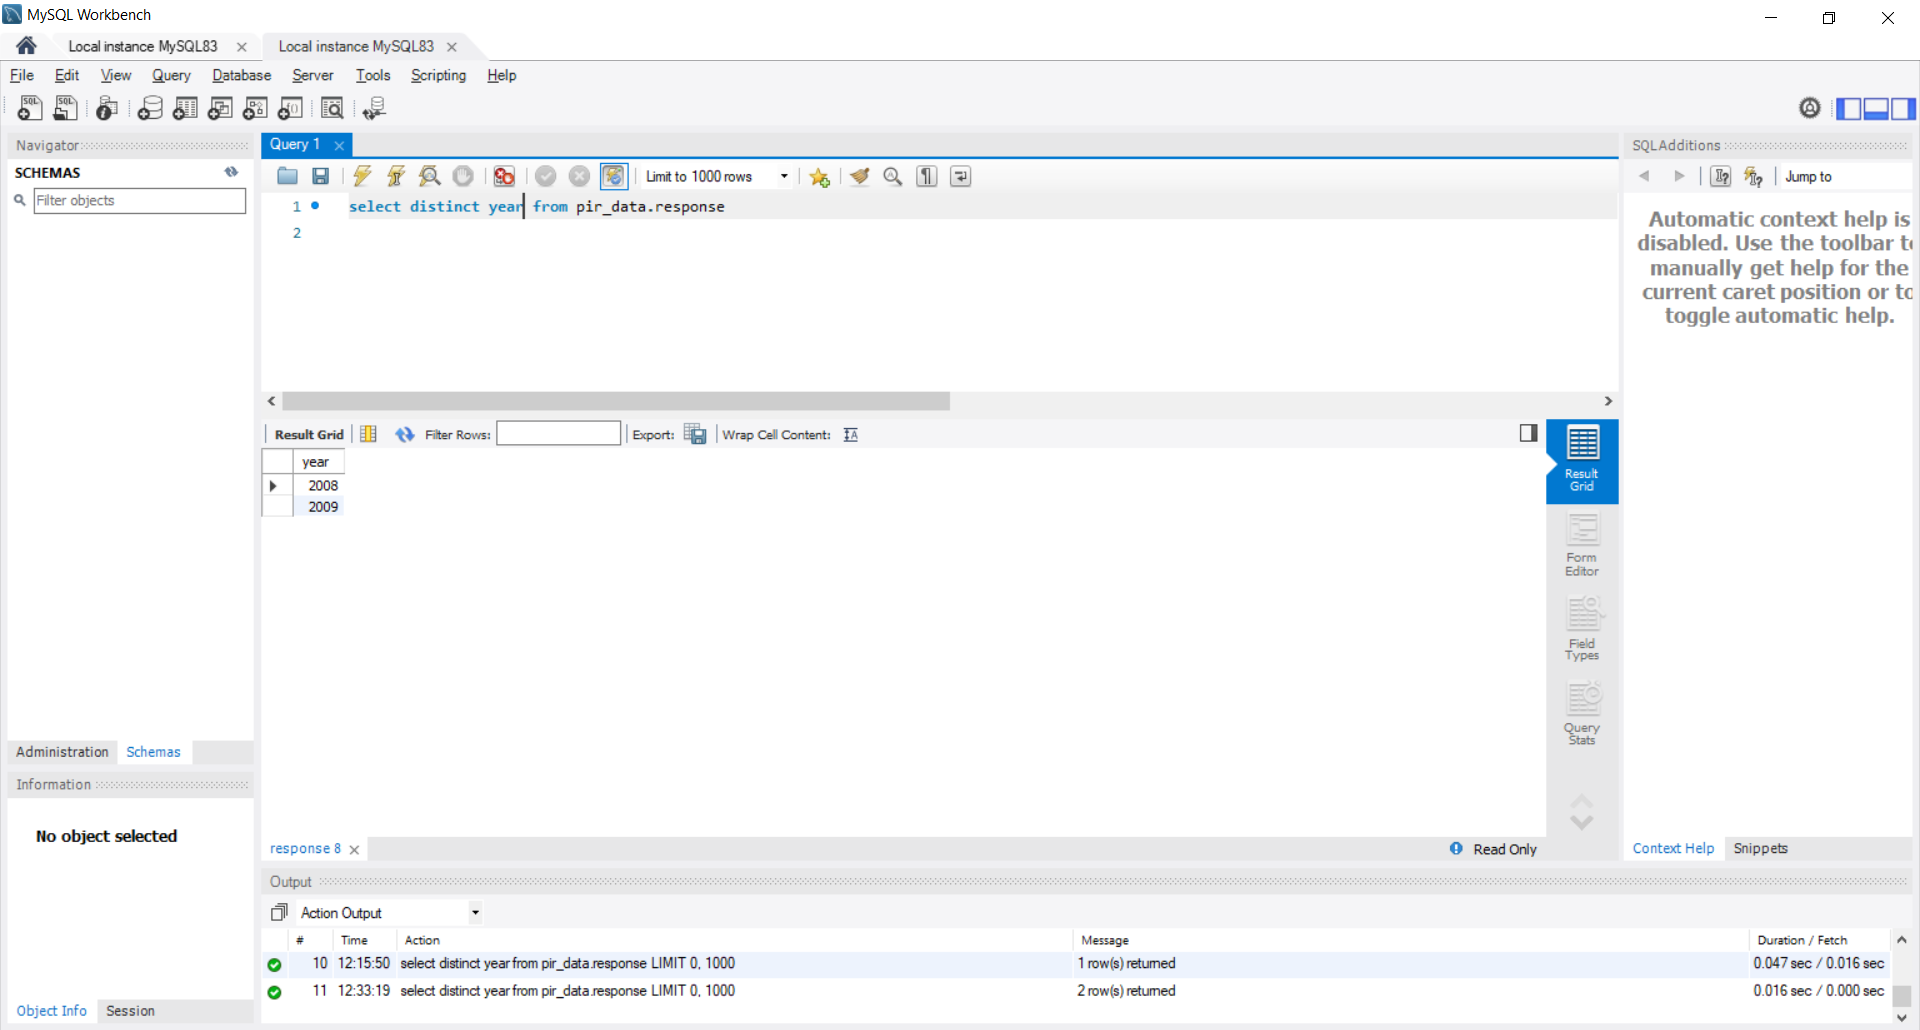 MySQL Workbench
Local instance MySQL83
Local instance MySQL83
File Edit View Query Database Server Tools Scripting Help
Navigator
SCHEMAS
Filter objects
Administration Schemas
Information
No object selected
Object Info Session
Query 1
Limit to 1000 rows
1 select distinct year from pir_data.response
2
Result Grid Filter Rows: Export: Wrap Cell Content:
year
2008
2009
Result
Grid
Form
Editor
Field
Types
Query
Stats
response 8
Read Only
SQLAdditions
Jump to
Automatic context help is
disabled. Use the toolbar
manually get help for the
current caret position or to
toggle automatic help.
Context Help Snippets
Output
Action Output
# Time Action Message Duration / Fetch
10 12:15:50 select distinct year from pir_data.response LIMIT 0, 1000 1 row(s) returned 0.047 sec / 0.016 sec
11 12:33:19 select distinct year from pir_data.response LIMIT 0, 1000 2 row(s) returned 0.016 sec / 0.000 sec